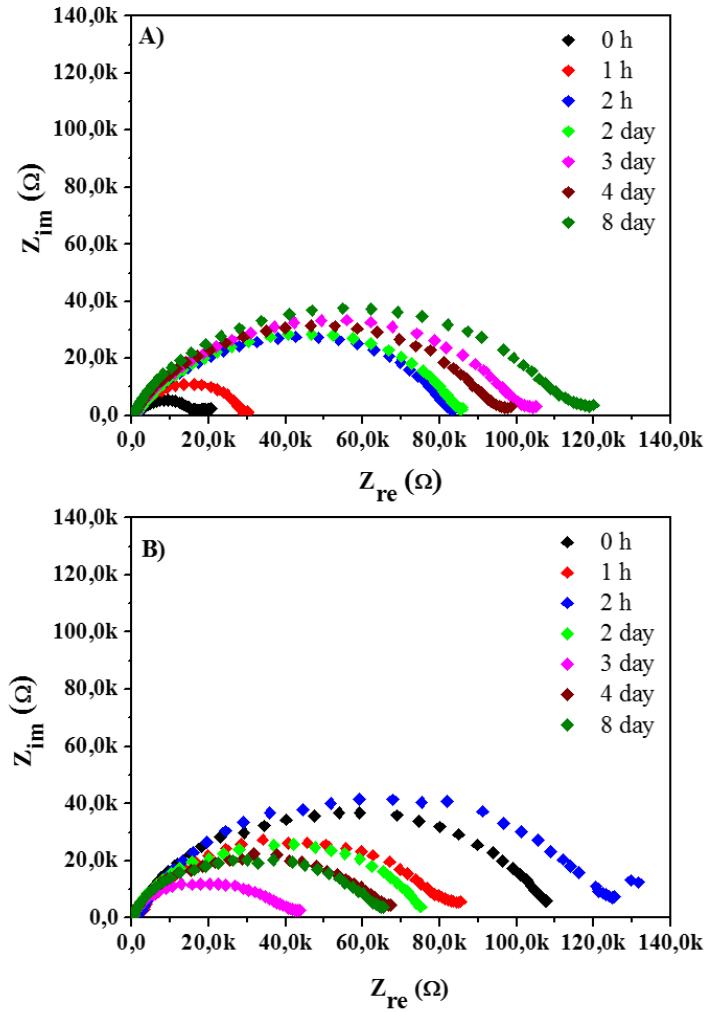 140,0k
A)
0 h
120,0k
1 h
2 h
100,0k
2 day
3 day
80,0k
4 day
8 day
60,0k
40,0k
20,0k
0,0
Zim (Ω)
0,0 20,0k 40,0k 60,0k 80,0k 100,0k 120,0k 140,0k
Zre (Ω)
140,0k
B)
0 h
120,0k
1 h
2 h
100,0k
2 day
3 day
80,0k
4 day
8 day
60,0k
40,0k
20,0k
0,0
Zim (Ω)
0,0 20,0k 40,0k 60,0k 80,0k 100,0k 120,0k 140,0k
Zre (Ω)